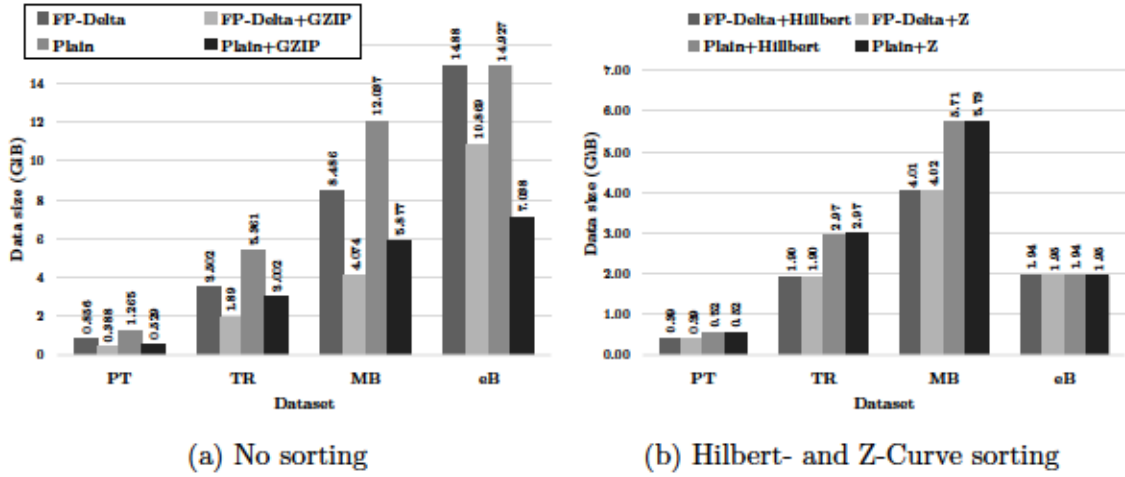 FP-Delta
FP-Delta+GZIP
Plain
Plain+GZIP
Data size (GiB)
14
12
10
8
6
4
2
0
0.856
0.388
1.265
0.529
3.502
1.89
5.361
3.002
8.486
4.074
12.037
5.877
14.88
10.869
14.927
7.098
PT
TR
MB
eB
Dataset
(a) No sorting
FP-Delta+Hillbert
FP-Delta+Z
Plain+Hillbert
Plain+Z
Data size (GiB)
7.00
6.00
5.00
4.00
3.00
2.00
1.00
0.00
0.39
0.39
0.52
0.52
1.90
1.90
2.97
2.97
4.01
4.02
5.71
5.73
1.94
1.95
1.94
1.95
PT
TR
MB
eB
Dataset
(b) Hilbert- and Z-Curve sorting